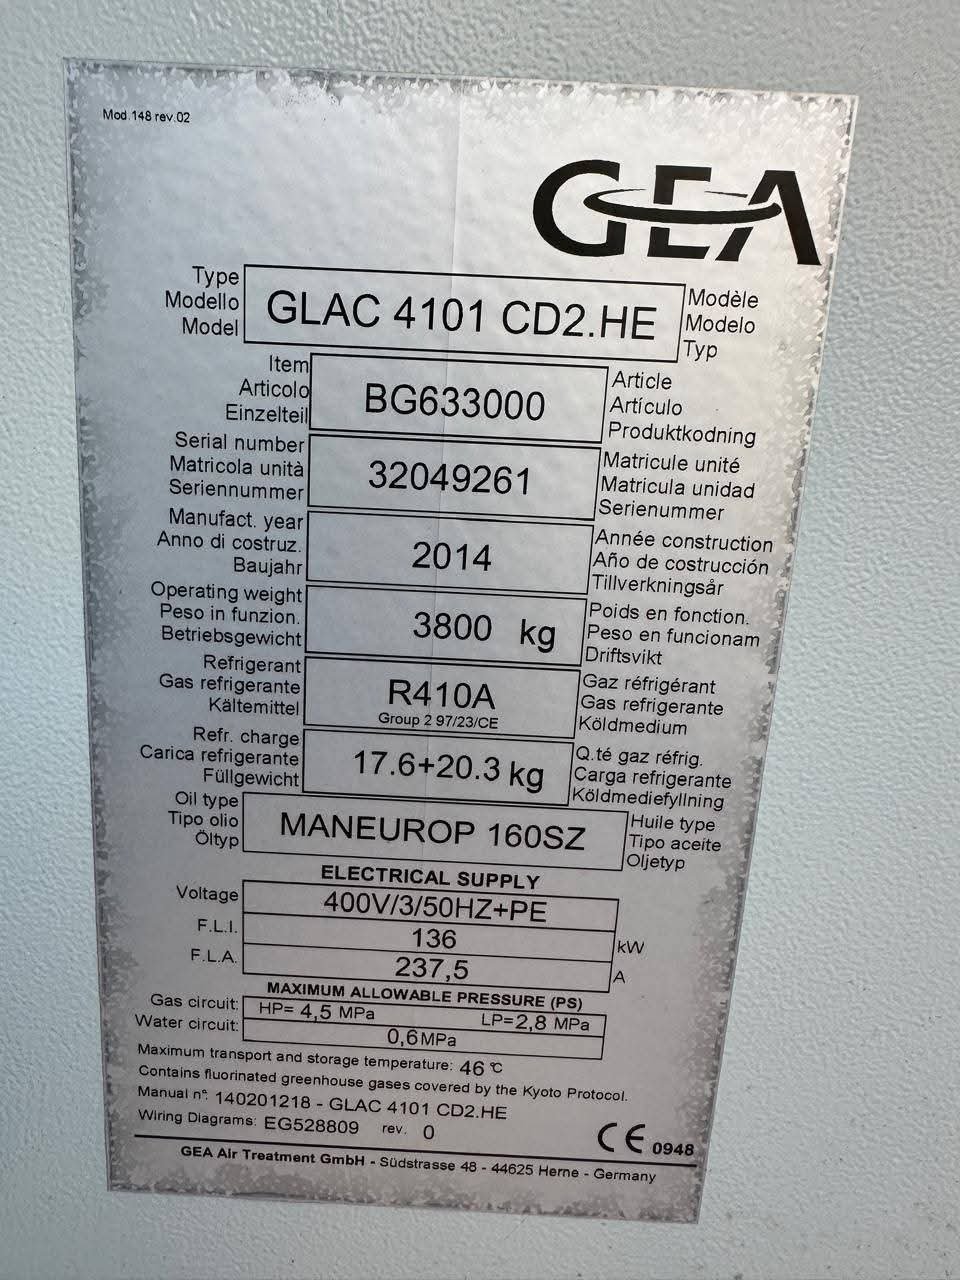 Mod.148 rev.02
GEA
Type
Modello
Model
GLAC 4101 CD2.HE
Modèle
Modelo
Typ
Item
Articolo
Einzelteil
BG633000
Article
Artículo
Produktkodning
Serial number
Matricola unità
Seriennummer
32049261
Matricule unité
Matricula unidad
Serienummer
Manufact. year
Anno di costruz.
Baujahr
2014
Année construction
Año de costrucción
Tillverkningsår
Operating weight
Peso in funzion.
Betriebsgewicht
3800 kg
Poids en fonction.
Peso en funcionam
Driftsvikt
Refrigerant
Gas refrigerante
Kältemittel
R410A
Group 2 97/23/CE
Gaz réfrigérant
Gas refrigerante
Köldmedium
Refr. charge
Carica refrigerante
Füllgewicht
17.6+20.3 kg
Q.té gaz réfrig.
Carga refrigerante
Köldmediefyllning
Oil type
Tipo olio
Öltyp
MANEUROP 160SZ
Huile type
Tipo aceite
Oljetyp
ELECTRICAL SUPPLY
Voltage 400V/3/50HZ+PE
F.L.I. 136 kW
F.L.A. 237,5 A
MAXIMUM ALLOWABLE PRESSURE (PS)
Gas circuit: HP= 4,5 MPa LP=2,8 MPa
Water circuit: 0,6MPa
Maximum transport and storage temperature: 46 °C
Contains fluorinated greenhouse gases covered by the Kyoto Protocol.
Manual n°: 140201218 - GLAC 4101 CD2.HE
Wiring Diagrams: EG528809 rev. 0
CE 0948
GEA Air Treatment GmbH - Südstrasse 48 - 44625 Herne - Germany